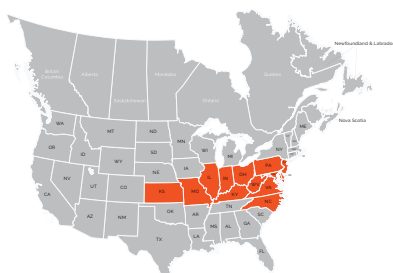 Newfoundland & Labrador
British
Columbia
Alberta
Manitoba
Quebec
Saskatchewan
Ontario
Nova Scotia
WA
MT
ND
MN
ME
OR
ID
SD
WI
MI
NY
WY
IA
NE
PA
NV
UT
CO
IL
IN
OH
WV
VA
CA
KS
MO
KY
NC
AZ
NM
OK
AR
TN
SC
MS
AL
GA
TX
LA
FL